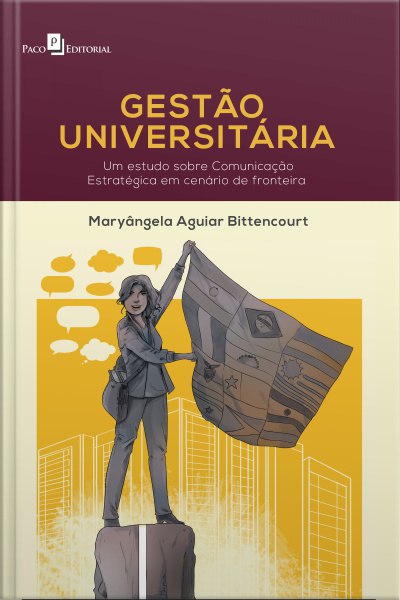 PACO EDITORIAL
GESTÃO
UNIVERSITÁRIA
Um estudo sobre Comunicação
Estratégica em cenário de fronteira
Maryângela Aguiar Bittencourt